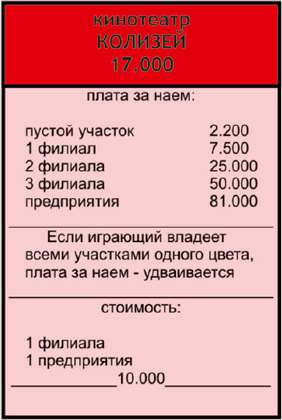 кинотеатр
КОЛИЗЕЙ
17.000
плата за наем:
пустой участок 2.200
1 филиал 7.500
2 филиала 25.000
3 филиала 50.000
предприятия 81.000
Если играющий владеет
всеми участками одного цвета,
плата за наем - удваивается
стоимость:
1 филиала
1 предприятия
10.000